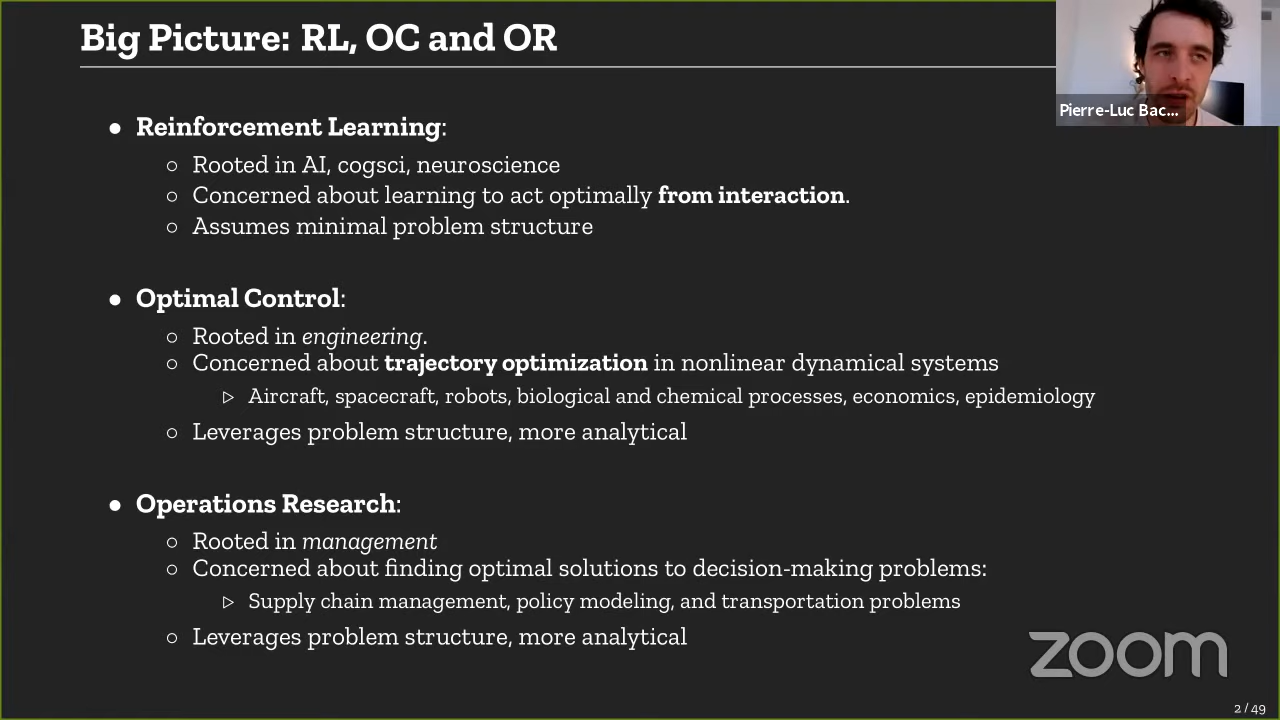 Big Picture: RL, OC and OR
Pierre-Luc Bac...
● Reinforcement Learning:
○ Rooted in AI, cogsci, neuroscience
○ Concerned about learning to act optimally from interaction.
○ Assumes minimal problem structure
● Optimal Control:
○ Rooted in engineering.
○ Concerned about trajectory optimization in nonlinear dynamical systems
▷ Aircraft, spacecraft, robots, biological and chemical processes, economics, epidemiology
○ Leverages problem structure, more analytical
● Operations Research:
○ Rooted in management
○ Concerned about finding optimal solutions to decision-making problems:
▷ Supply chain management, policy modeling, and transportation problems
○ Leverages problem structure, more analytical
zoom
2 / 49